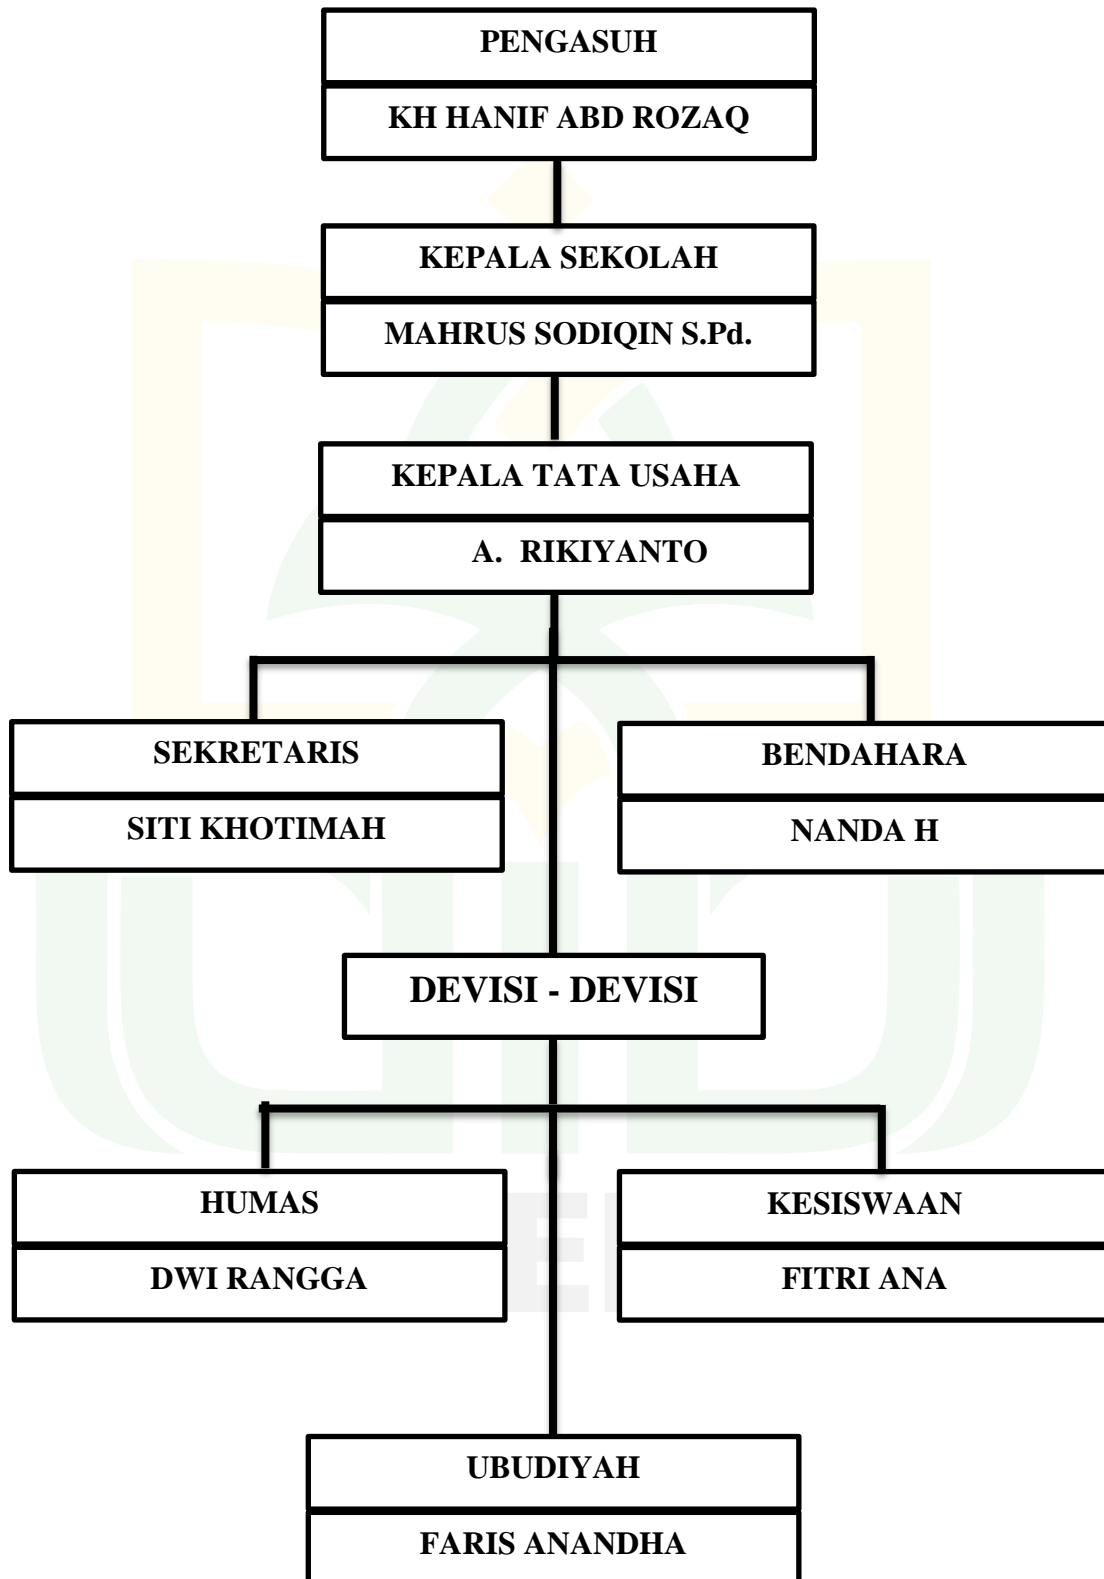 PENGASUH
KH HANIF ABD ROZAQ
KEPALA SEKOLAH
MAHRUS SODIQIN S.Pd.
KEPALA TATA USAHA
A. RIKIYANTO
SEKRETARIS
SITI KHOTIMAH
BENDAHARA
NANDA H
DEVISI - DEVISI
HUMAS
DWI RANGGA
KESISWAAN
FITRI ANA
UBUDIYAH
FARIS ANANDHA